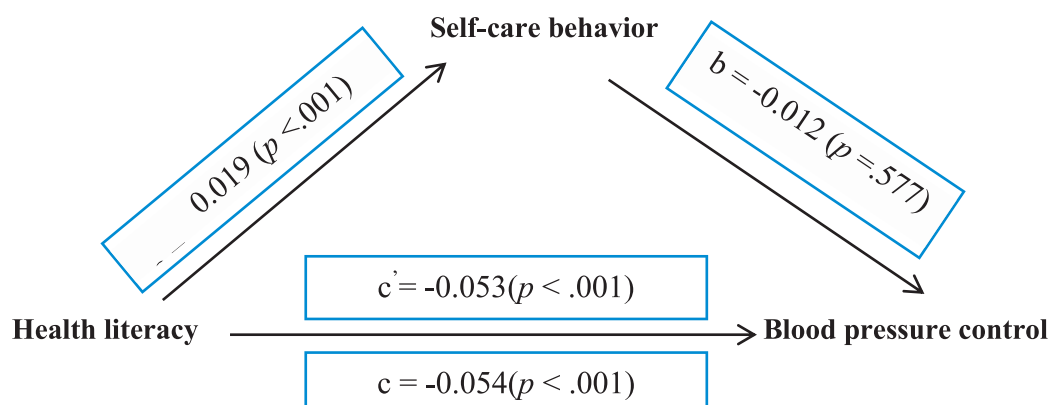 Self-care behavior
0.019 (p <.001)
b = -0.012 (p =.577)
c’= -0.053(p < .001)
Health literacy
Blood pressure control
c = -0.054(p < .001)